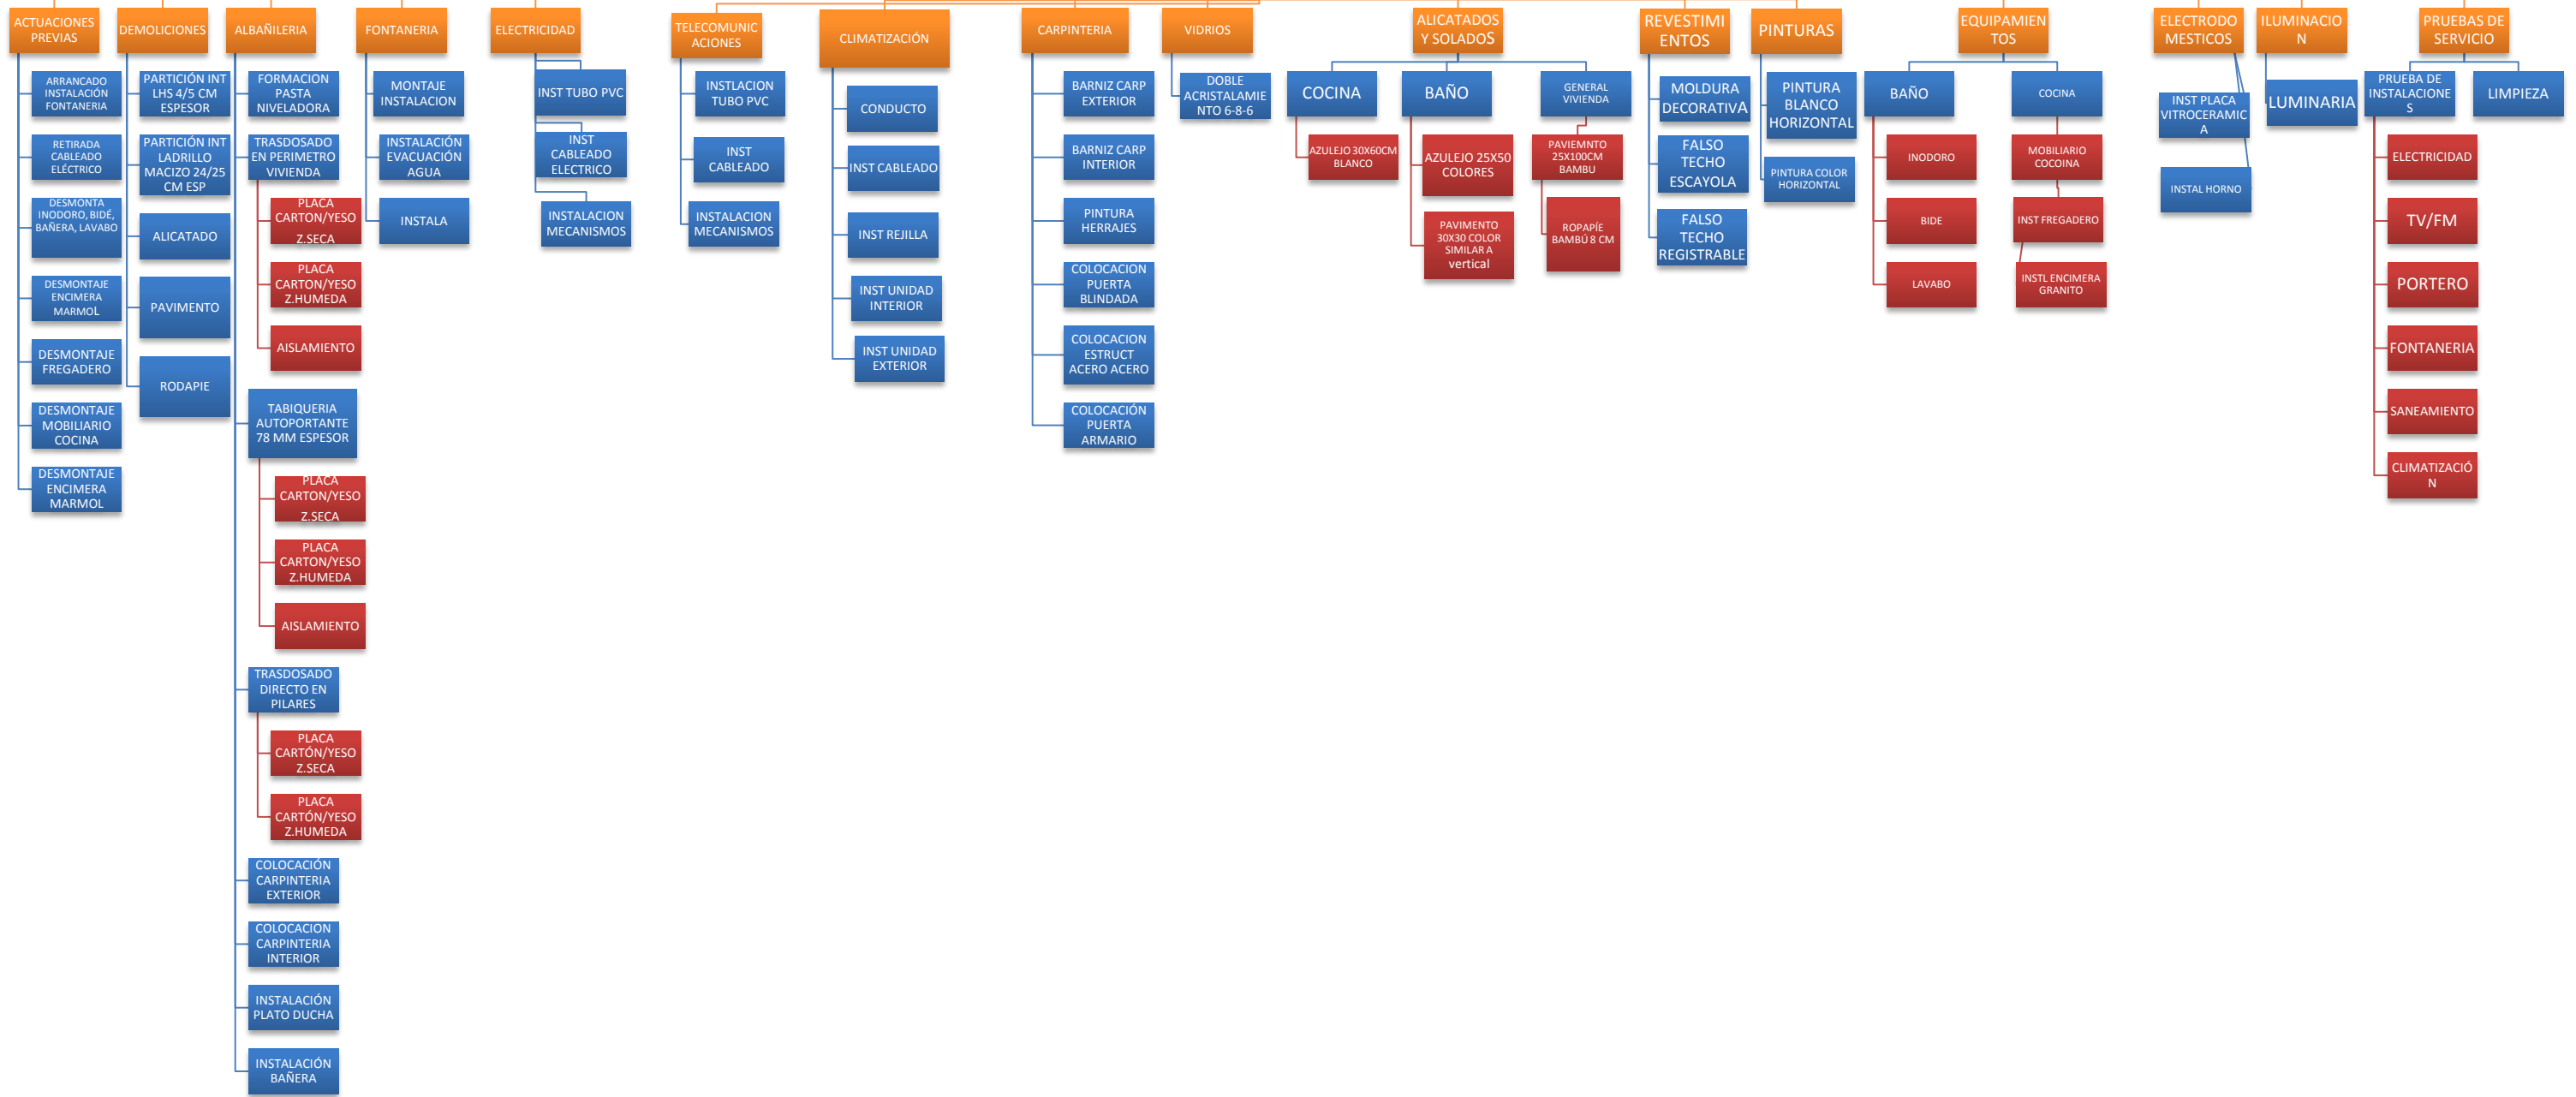 ACTUACIONES
PREVIAS
ARRANCADO
INSTALACIÓN
FONTANERIA
RETIRADA
CABLEADO
ELÉCTRICO
DESMONTA
INODORO, BIDÉ,
BAÑERA, LAVABO
DESMONTAJE
ENCIMERA
MARMOL
DESMONTAJE
FREGADERO
DESMONTAJE
MOBILIARIO
COCINA
DESMONTAJE
ENCIMERA
MARMOL
DEMOLICIONES
PARTICIÓN INT
LHS 4/5 CM
ESPESOR
PARTICIÓN INT
LADRILLO
MACIZO 24/25
CM ESP
ALICATADO
PAVIMENTO
RODAPIE
ALBAÑILERIA
FORMACION
PASTA
NIVELADORA
TRASDOSADO
EN PERIMETRO
VIVIENDA
PLACA
CARTON/YESO
Z.SECA
PLACA
CARTON/YESO
Z.HUMEDA
AISLAMIENTO
TABIQUERIA
AUTOPORTANTE
78 MM ESPESOR
PLACA
CARTON/YESO
Z.SECA
PLACA
CARTON/YESO
Z.HUMEDA
AISLAMIENTO
TRASDOSADO
DIRECTO EN
PILARES
PLACA
CARTÓN/YESO
Z.SECA
PLACA
CARTÓN/YESO
Z.HUMEDA
COLOCACIÓN
CARPINTERIA
EXTERIOR
COLOCACION
CARPINTERIA
INTERIOR
INSTALACIÓN
PLATO DUCHA
INSTALACIÓN
BAÑERA
FONTANERIA
MONTAJE
INSTALACION
INSTALACIÓN
EVACUACIÓN
AGUA
INSTALA
ELECTRICIDAD
INST TUBO PVC
INST
CABLEADO
ELECTRICO
INSTALACION
MECANISMOS
TELECOMUNIC
ACIONES
INSTLACION
TUBO PVC
INST
CABLEADO
INSTALACION
MECANISMOS
CLIMATIZACIÓN
CONDUCTO
INST CABLEADO
INST REJILLA
INST UNIDAD
INTERIOR
INST UNIDAD
EXTERIOR
CARPINTERIA
BARNIZ CARP
EXTERIOR
BARNIZ CARP
INTERIOR
PINTURA
HERRAJES
COLOCACION
PUERTA
BLINDADA
COLOCACION
ESTRUCT
ACERO ACERO
COLOCACIÓN
PUERTA
ARMARIO
VIDRIOS
DOBLE
ACRISTALAMIE
NTO 6-8-6
ALICATADOS
Y SOLADOS
COCINA
AZULEJO 30X60CM
BLANCO
BAÑO
AZULEJO 25X50
COLORES
PAVIMENTO
30X30 COLOR
SIMILAR A
vertical
GENERAL
VIVIENDA
PAVIEMNTO
25X100CM
BAMBU
ROPAPÍE
BAMBÚ 8 CM
REVESTIMI
ENTOS
MOLDURA
DECORATIVA
FALSO
TECHO
ESCAYOLA
FALSO
TECHO
REGISTRABLE
PINTURAS
PINTURA
BLANCO
HORIZONTAL
PINTURA COLOR
HORIZONTAL
EQUIPAMIEN
TOS
BAÑO
INODORO
BIDE
LAVABO
COCINA
MOBILIARIO
COCOINA
INST FREGADERO
INSTL ENCIMERA
GRANITO
ELECTRODO
MESTICOS
INST PLACA
VITROCERAMIC
A
INSTAL HORNO
ILUMINACIO
N
LUMINARIA
PRUEBAS DE
SERVICIO
PRUEBA DE
INSTALACIONE
S
ELECTRICIDAD
TV/FM
PORTERO
FONTANERIA
SANEAMIENTO
CLIMATIZACIÓ
N
LIMPIEZA